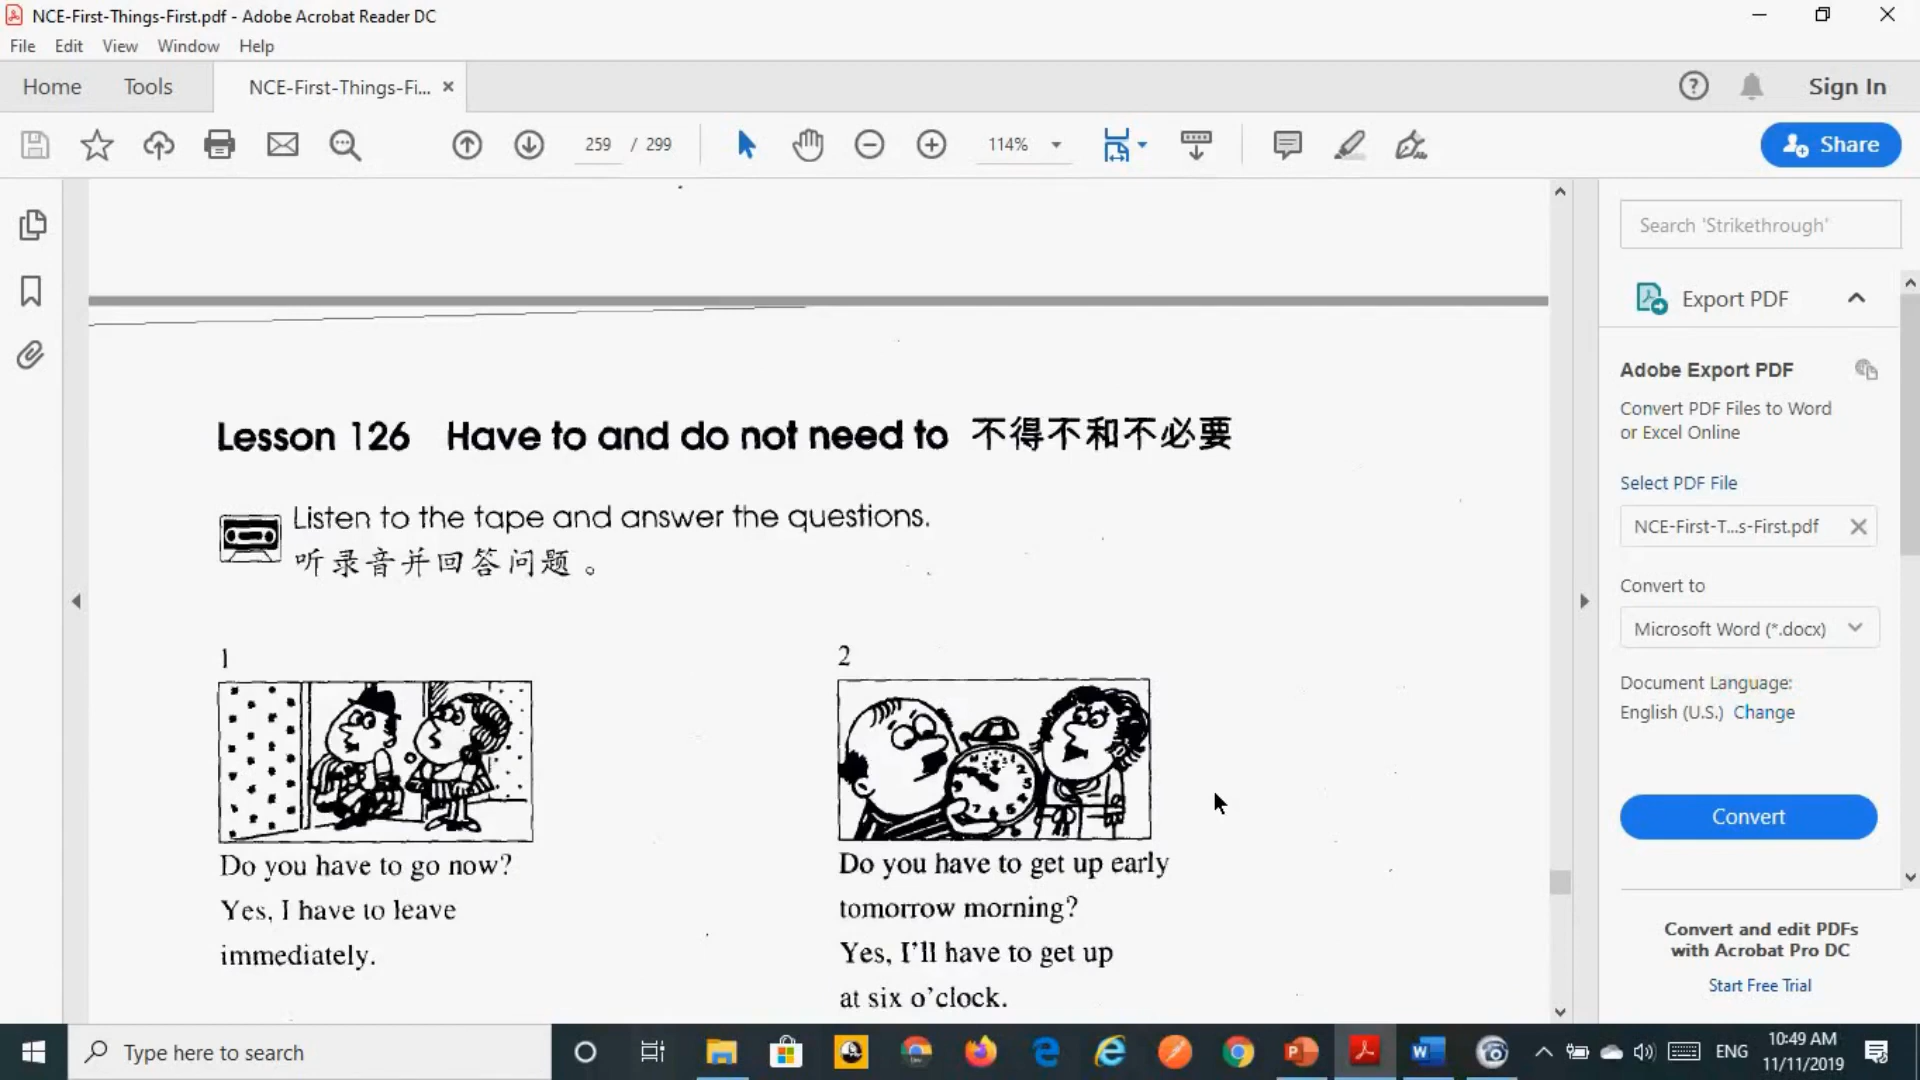 NCE-First-Things-First.pdf - Adobe Acrobat Reader DC
File Edit View Window Help
Home Tools NCE-First-Things-Fi... ×
Sign In
259 / 299
114%
Share
Search 'Strikethrough'
Export PDF
Adobe Export PDF
Convert PDF Files to Word
or Excel Online
Select PDF File
NCE-First-T...s-First.pdf
Convert to
Microsoft Word (*.docx)
Document Language:
English (U.S.) Change
Convert
Convert and edit PDFs
with Acrobat Pro DC
Start Free Trial
Lesson 126 Have to and do not need to 不得不和不必要
Listen to the tape and answer the questions.
听录音并回答问题。
1
Do you have to go now?
Yes, I have to leave
immediately.
2
Do you have to get up early
tomorrow morning?
Yes, I'll have to get up
at six o'clock.
Type here to search
ENG
10:49 AM
11/11/2019